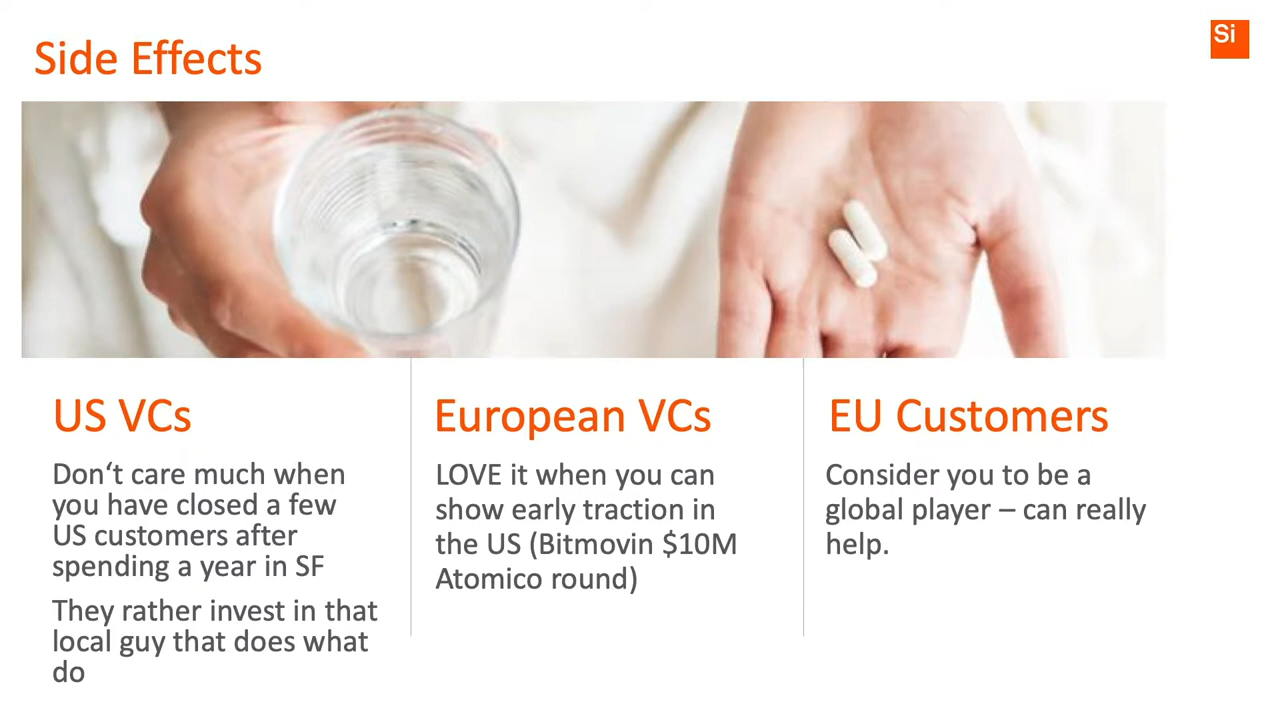 Side Effects
Si
US VCs
Don‘t care much when
you have closed a few
US customers after
spending a year in SF
They rather invest in that
local guy that does what
do
European VCs
LOVE it when you can
show early traction in
the US (Bitmovin $10M
Atomico round)
EU Customers
Consider you to be a
global player – can really
help.